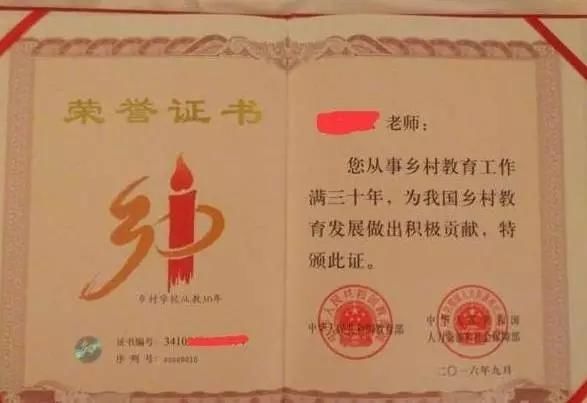 荣誉证书
乡村学校从教30年
证书编号: 3410
序列号:
老师:
您从事乡村教育工作
满三十年,为我国乡村教
育发展做出积极贡献,特
颁此证。
中华人民共和国教育部
中华人民共和国
人力资源和社会保障部
二〇一六年九月